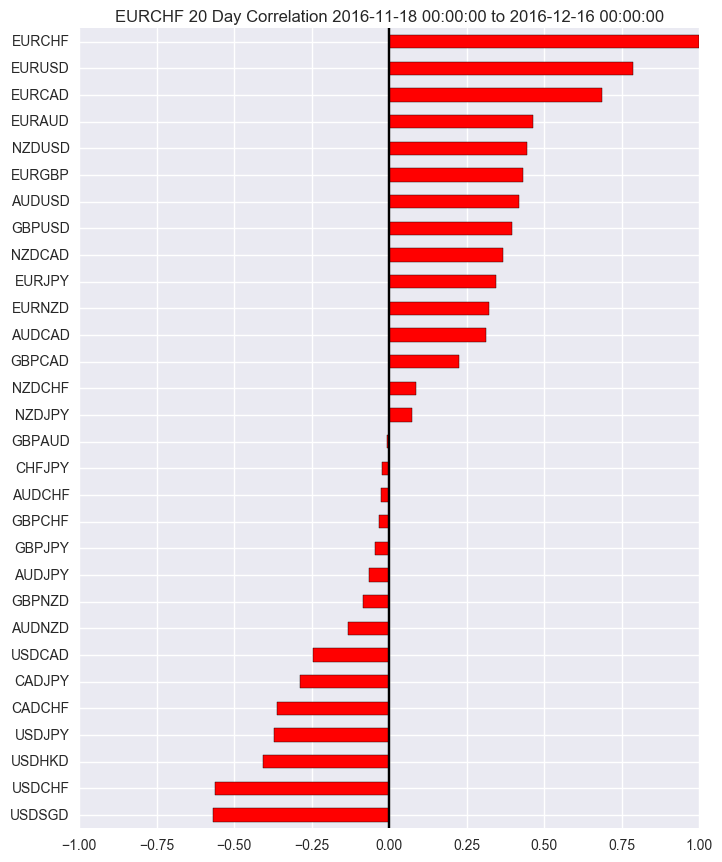 EURCHF 20 Day Correlation 2016-11-18 00:00:00 to 2016-12-16 00:00:00
EURCHF
EURUSD
EURCAD
EURAUD
NZDUSD
EURGBP
AUDUSD
GBPUSD
NZDCAD
EURJPY
EURNZD
AUDCAD
GBPCAD
NZDCHF
NZDJPY
GBPAUD
CHFJPY
AUDCHF
GBPCHF
GBPJPY
AUDJPY
GBPNZD
AUDNZD
USDCAD
CADJPY
CADCHF
USDJPY
USDHKD
USDCHF
USDSGD
−1.00 −0.75 −0.50 −0.25 0.00 0.25 0.50 0.75 1.00